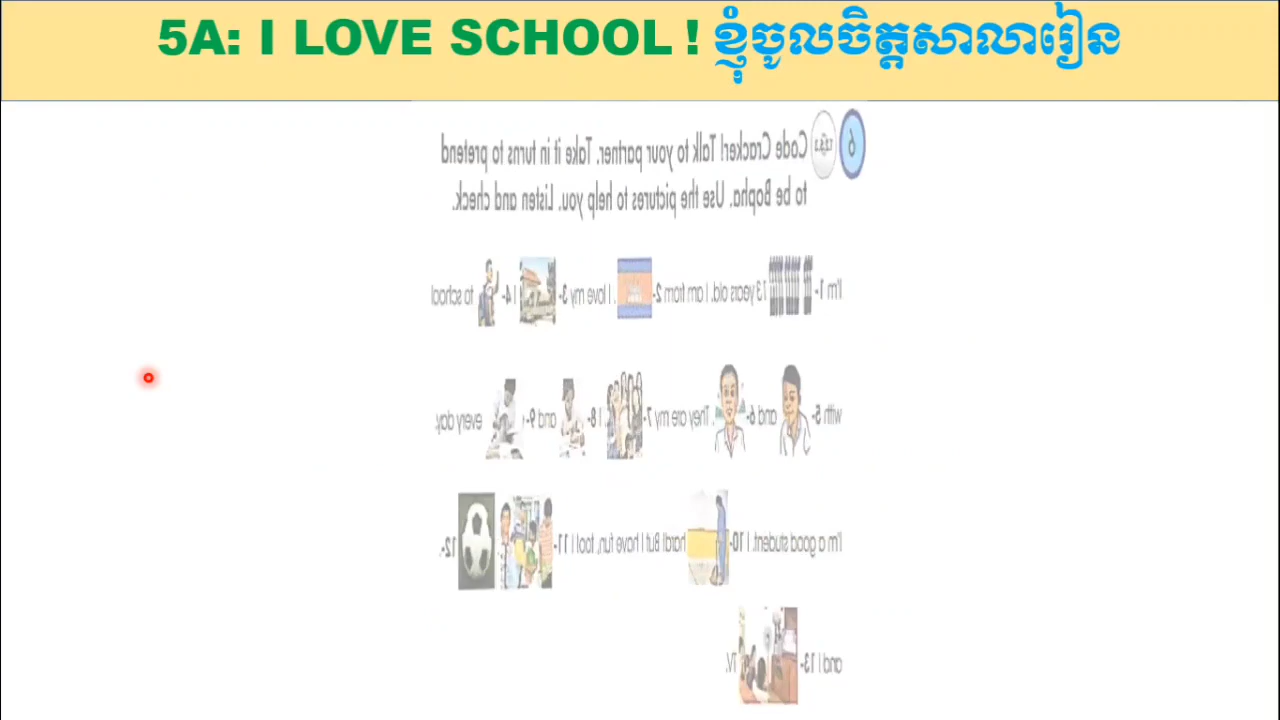 5A: I LOVE SCHOOL ! ខ្ញុំចូលចិត្តសាលារៀន
6 Code Cracker! Talk to your partner. Take it in turns to pretend
to be Bopha. Use the pictures to help you. Listen and check.
I'm 1- 13 years old. I am from 2- . I love my 3- I 4- to school
with 5- and 6- . They are my 7- . I 8- and 9- every day.
I'm a good student. I 10- hard! But I have fun, too! I 11- 12-
and I 13- TV.